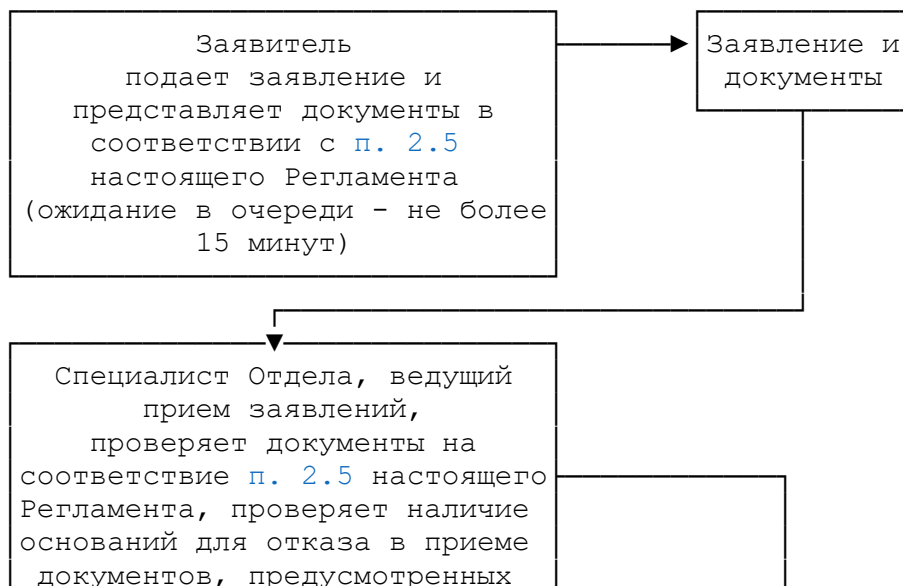 Заявитель
подает заявление и
представляет документы в
соответствии с п. 2.5
настоящего Регламента
(ожидание в очереди - не более
15 минут)
Заявление и
документы
Специалист Отдела, ведущий
прием заявлений,
проверяет документы на
соответствие п. 2.5 настоящего
Регламента, проверяет наличие
оснований для отказа в приеме
документов, предусмотренных